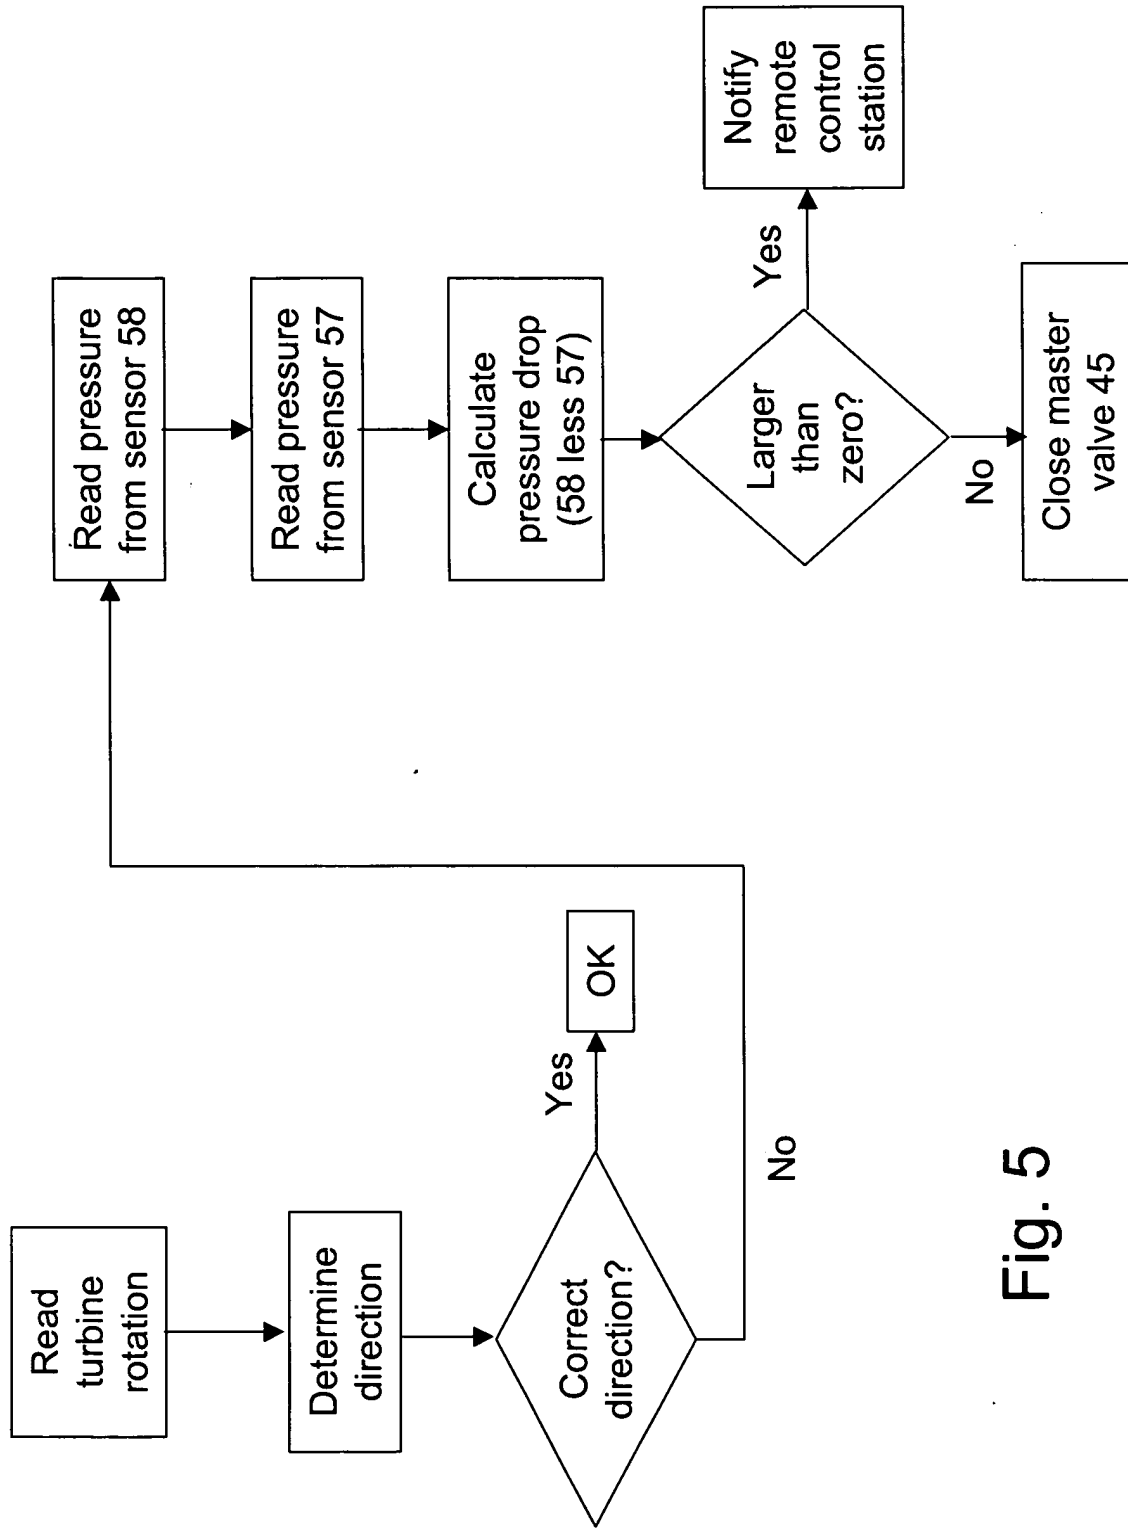 Read
turbine
rotation
Determine
direction
Correct
direction?
Yes
OK
No
Read pressure
from sensor 58
Read pressure
from sensor 57
Calculate
pressure drop
(58 less 57)
Larger
than
zero?
Yes
Notify
remote
control
station
No
Close master
valve 45
Fig. 5